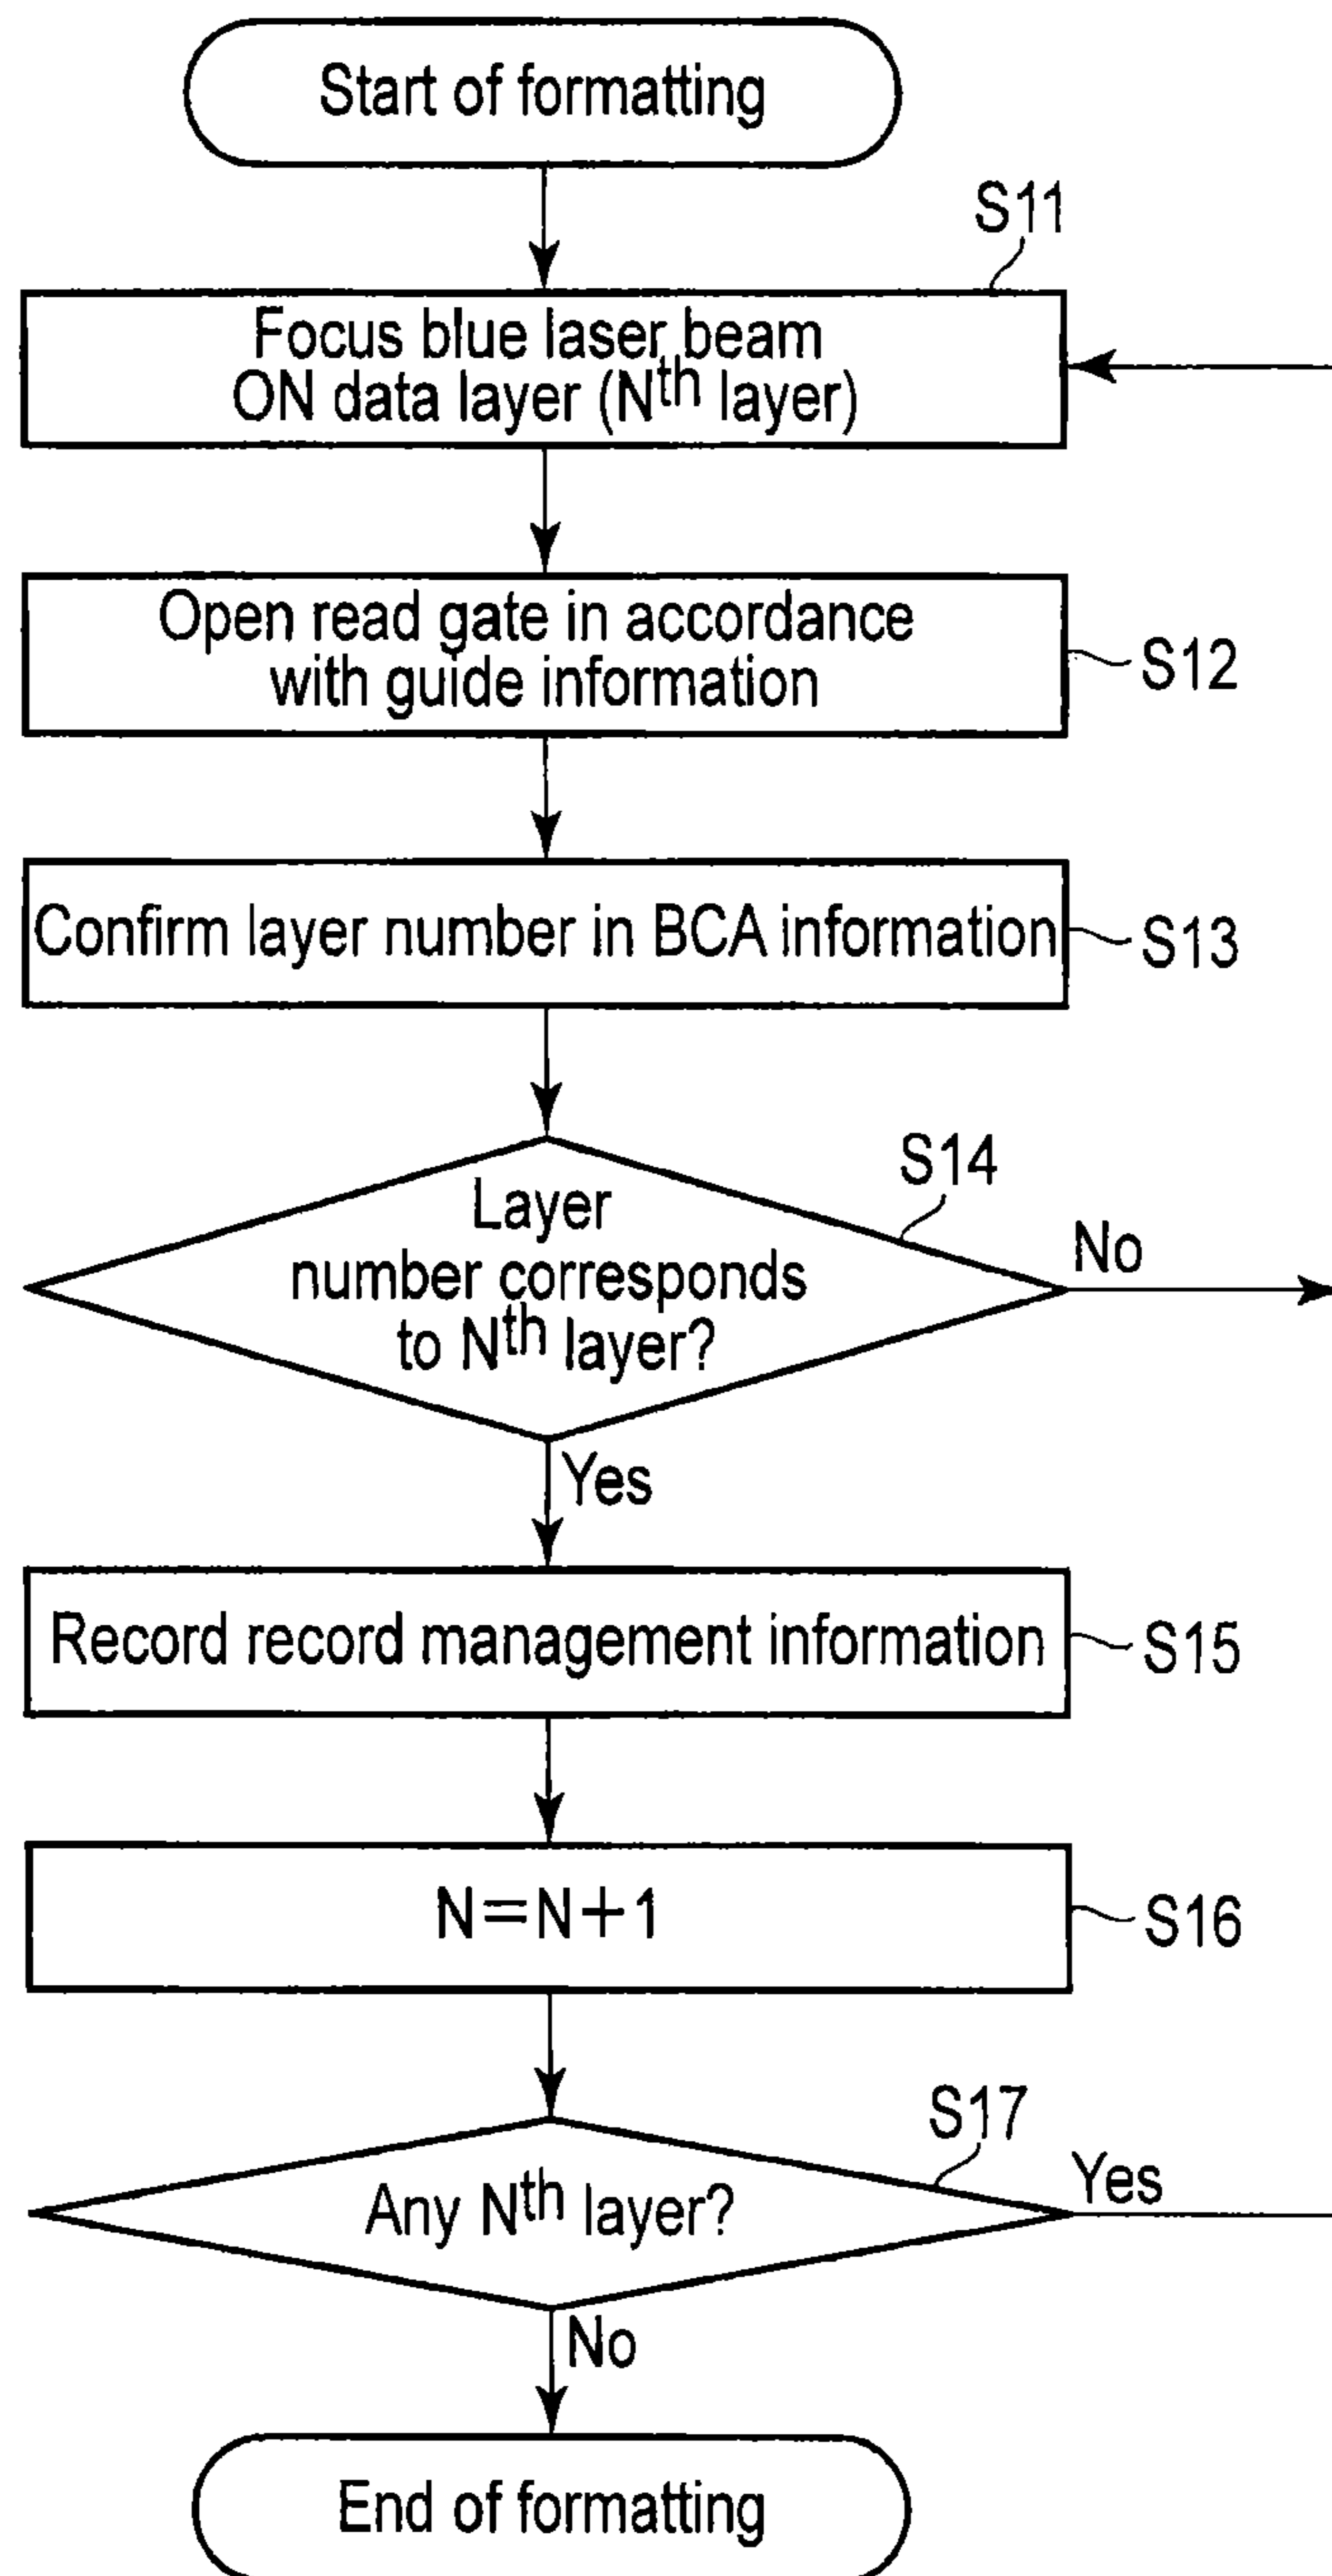 Start of formatting
S11
Focus blue laser beam
ON data layer (Nth layer)
Open read gate in accordance
with guide information
S12
Confirm layer number in BCA information
S13
S14
Layer
number corresponds
to Nth layer?
No
Yes
Record record management information
S15
N=N+1
S16
S17
Any Nth layer?
Yes
No
End of formatting